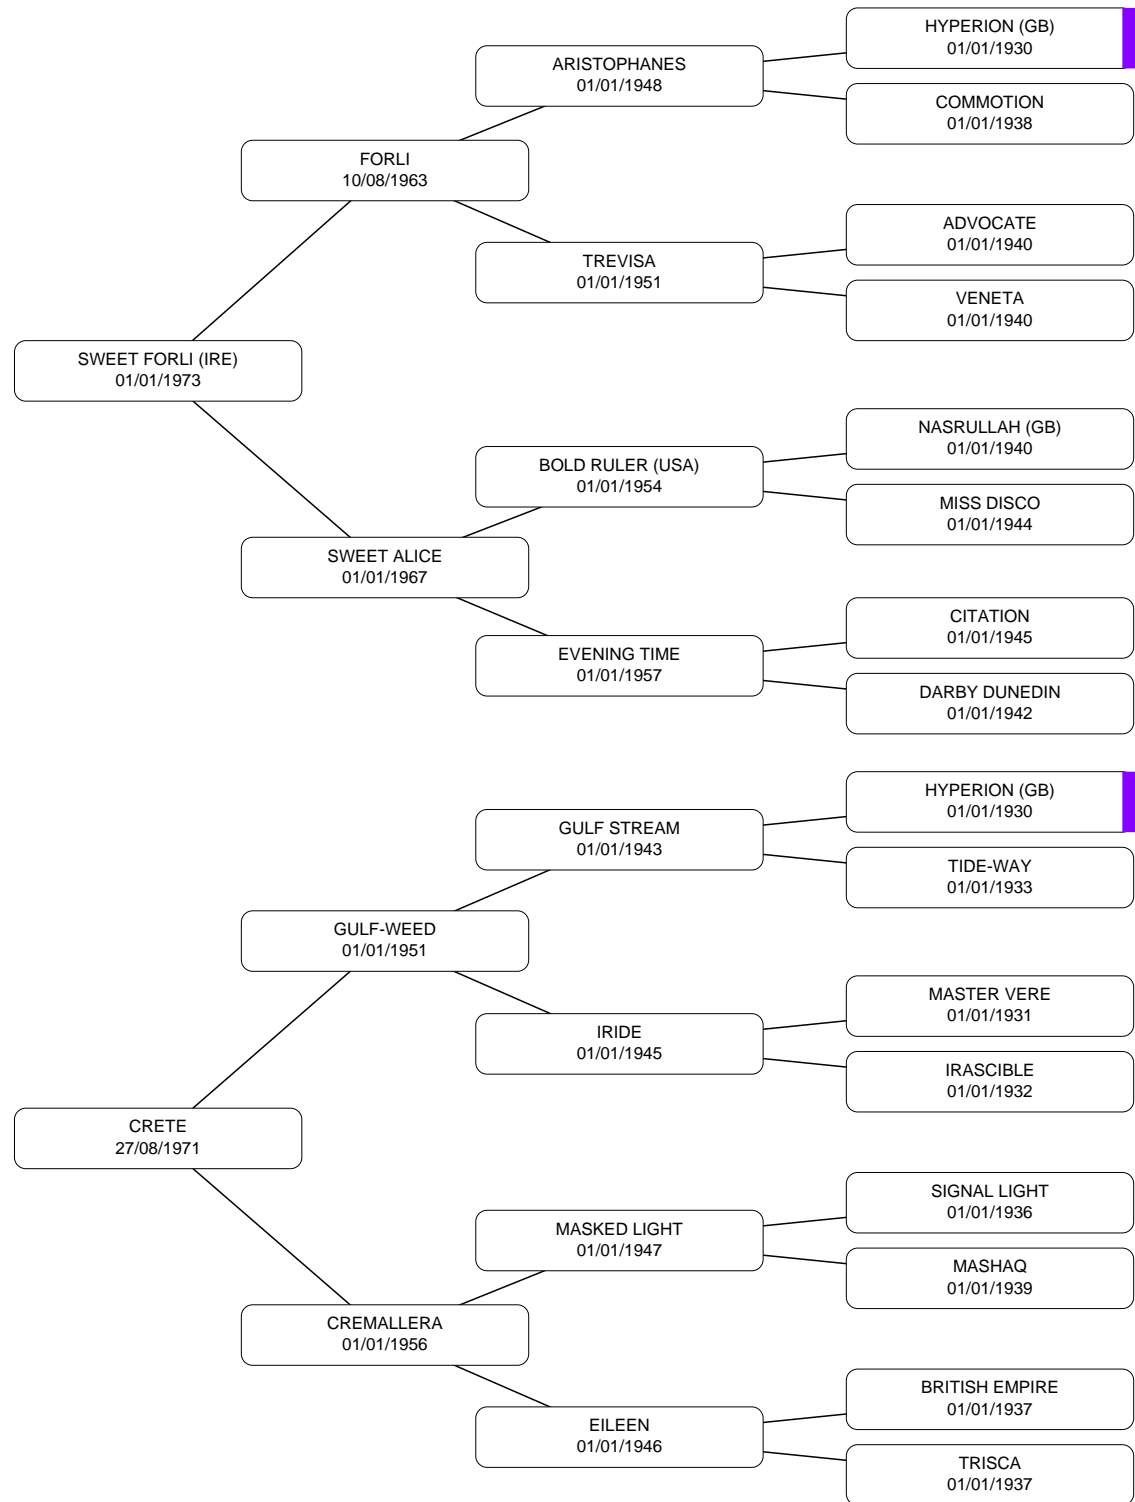 HYPERION (GB)
01/01/1930
ARISTOPHANES
01/01/1948
COMMOTION
01/01/1938
FORLI
10/08/1963
ADVOCATE
01/01/1940
TREVISA
01/01/1951
VENETA
01/01/1940
SWEET FORLI (IRE)
01/01/1973
NASRULLAH (GB)
01/01/1940
BOLD RULER (USA)
01/01/1954
MISS DISCO
01/01/1944
SWEET ALICE
01/01/1967
CITATION
01/01/1945
EVENING TIME
01/01/1957
DARBY DUNEDIN
01/01/1942
HYPERION (GB)
01/01/1930
GULF STREAM
01/01/1943
TIDE-WAY
01/01/1933
GULF-WEED
01/01/1951
MASTER VERE
01/01/1931
IRIDE
01/01/1945
IRASCIBLE
01/01/1932
CRETE
27/08/1971
SIGNAL LIGHT
01/01/1936
MASKED LIGHT
01/01/1947
MASHAQ
01/01/1939
CREMALLERA
01/01/1956
BRITISH EMPIRE
01/01/1937
EILEEN
01/01/1946
TRISCA
01/01/1937